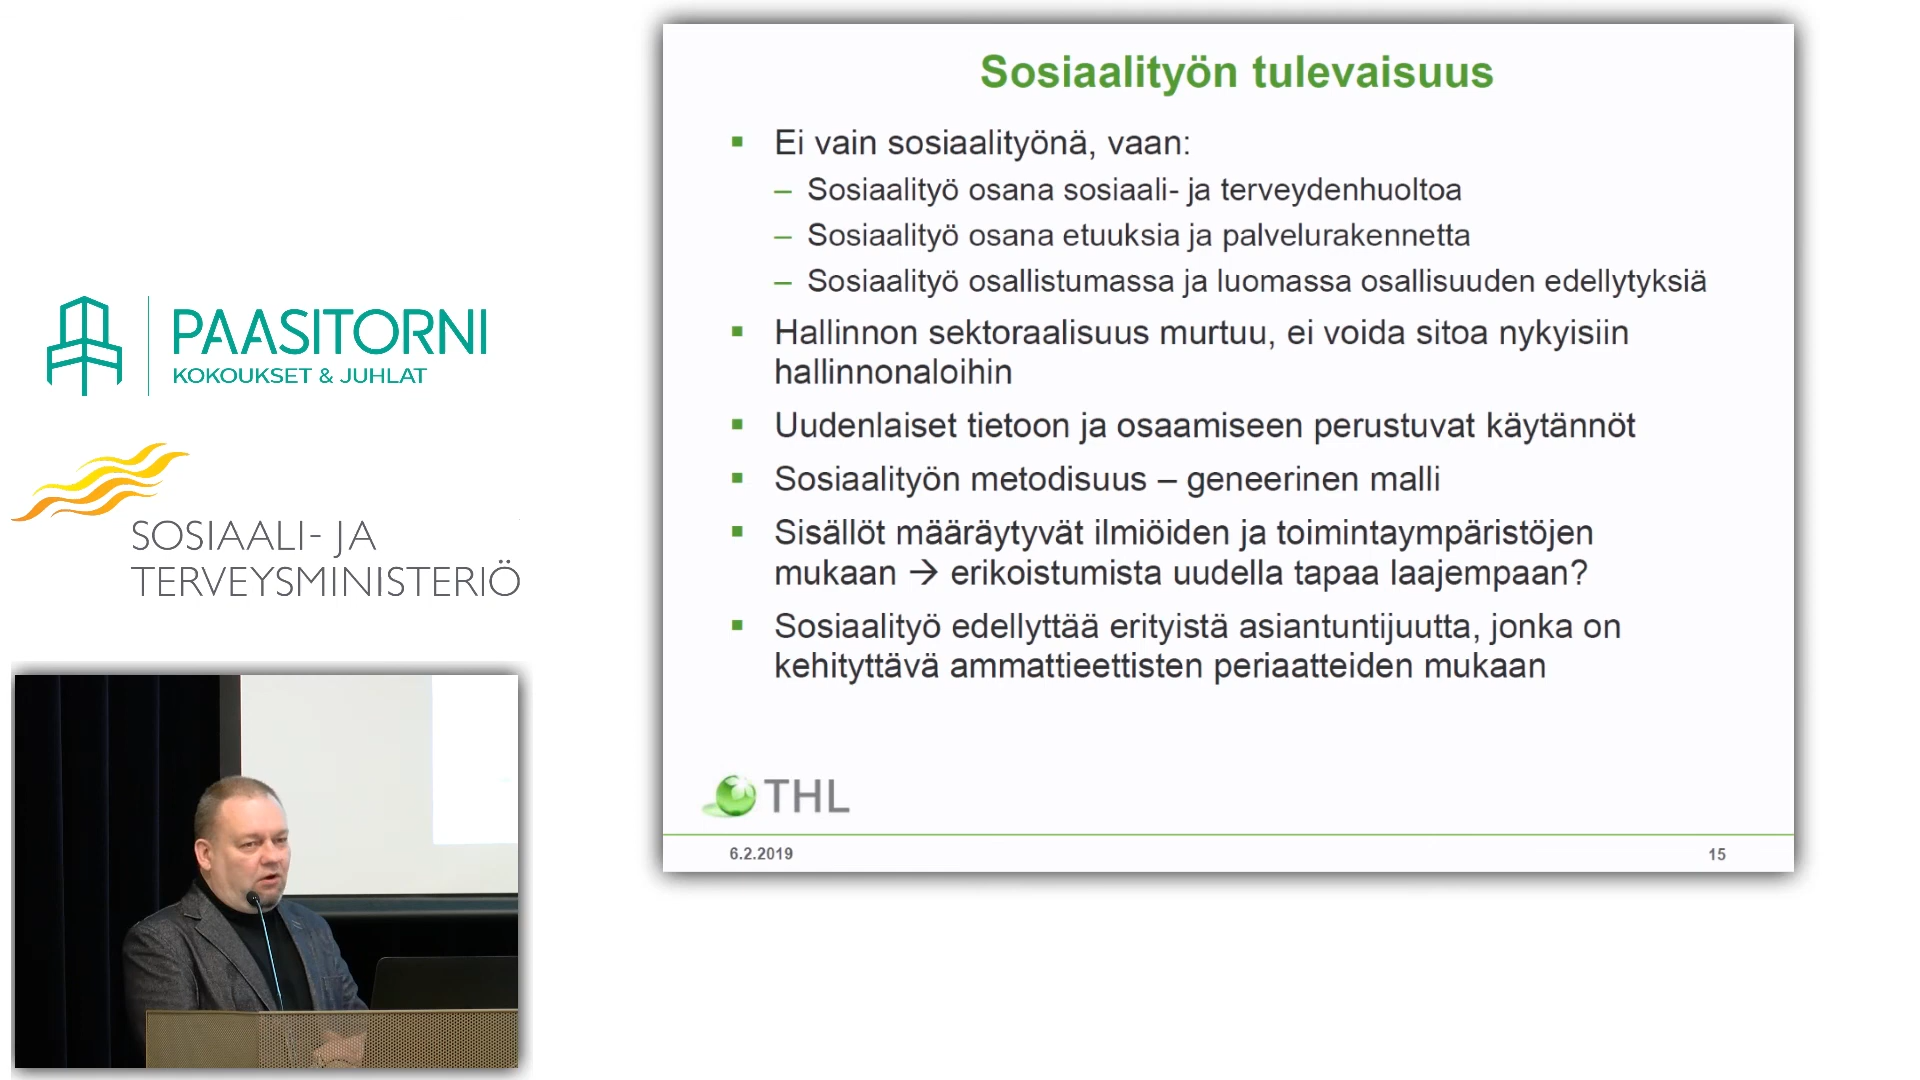 PAASITORNI
KOKOUKSET & JUHLAT
SOSIAALI- JA
TERVEYSMINISTERIÖ
Sosiaalityön tulevaisuus
Ei vain sosiaalityönä, vaan:
– Sosiaalityö osana sosiaali- ja terveydenhuoltoa
– Sosiaalityö osana etuuksia ja palvelurakennetta
– Sosiaalityö osallistumassa ja luomassa osallisuuden edellytyksiä
Hallinnon sektoraalisuus murtuu, ei voida sitoa nykyisiin
hallinnonaloihin
Uudenlaiset tietoon ja osaamiseen perustuvat käytännöt
Sosiaalityön metodisuus – geneerinen malli
Sisällöt määräytyvät ilmiöiden ja toimintaympäristöjen
mukaan → erikoistumista uudella tapaa laajempaan?
Sosiaalityö edellyttää erityistä asiantuntijuutta, jonka on
kehityttävä ammattieettisten periaatteiden mukaan
THL
6.2.2019
15